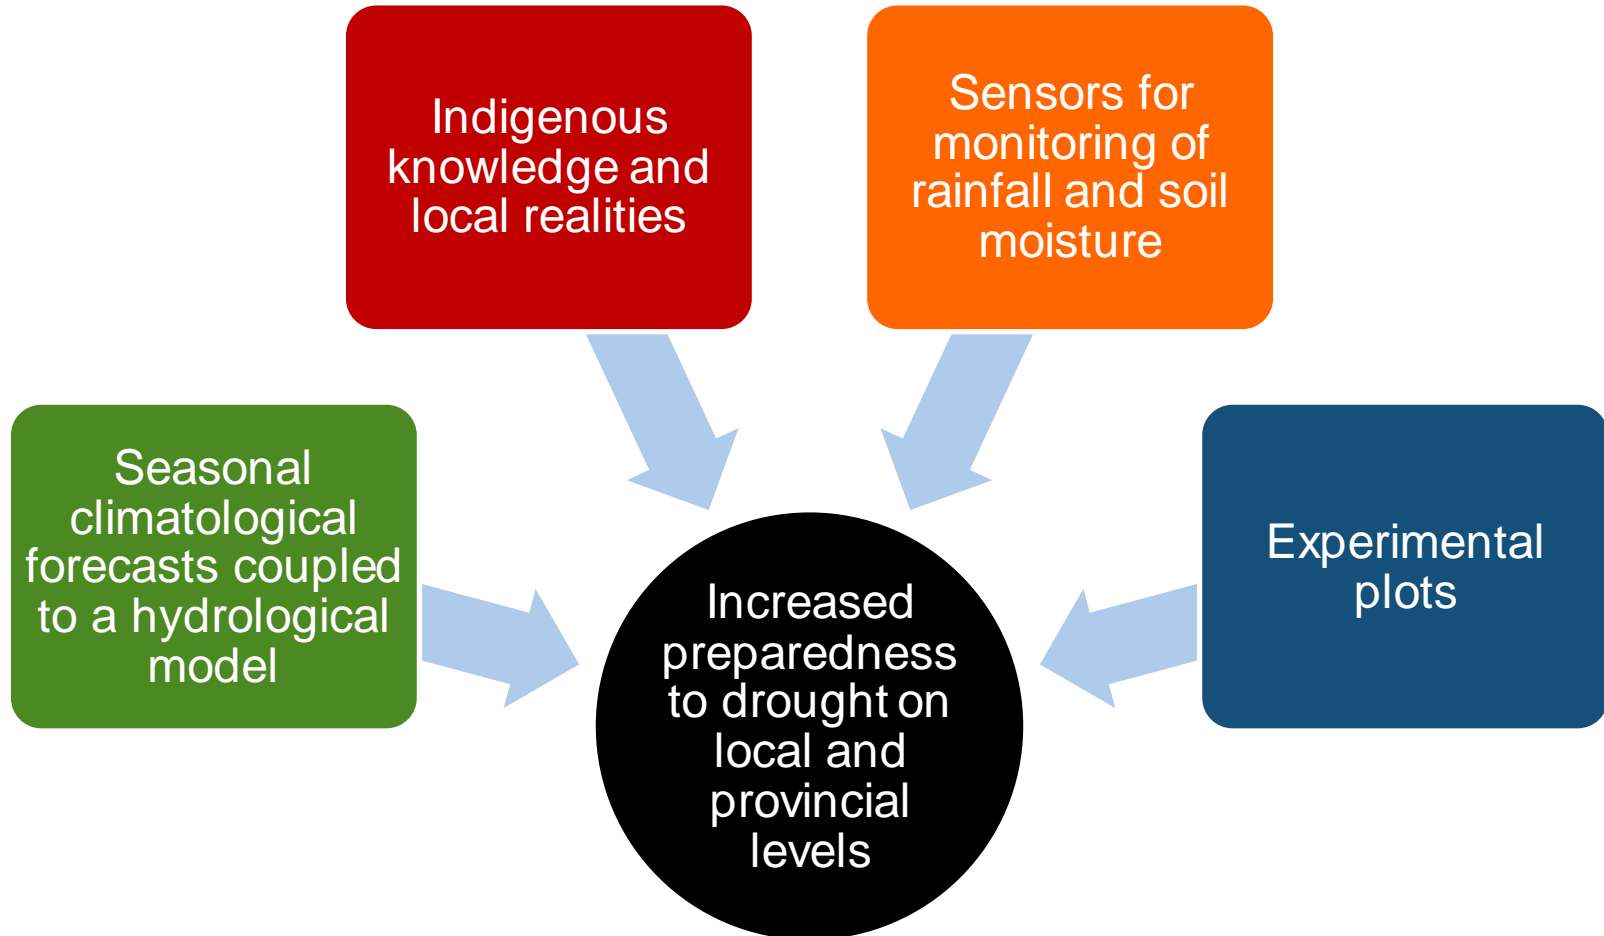 Indigenous
knowledge and
local realities
Sensors for
monitoring of
rainfall and soil
moisture
Seasonal
climatological
forecasts coupled
to a hydrological
model
Experimental
plots
Increased
preparedness
to drought on
local and
provincial
levels